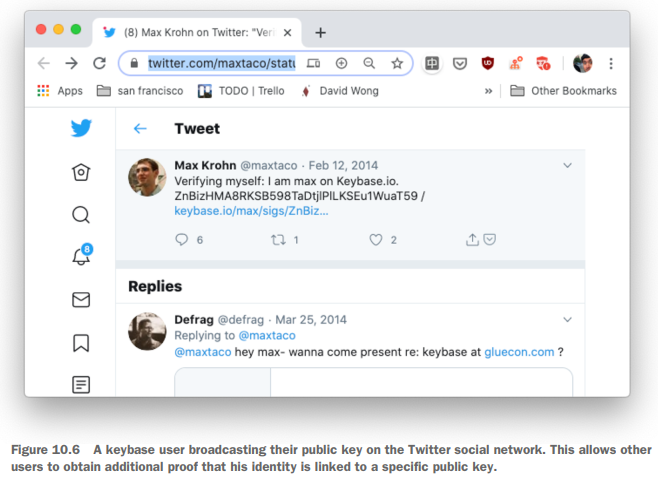 (8) Max Krohn on Twitter: "Veri
twitter.com/maxtaco/statu
Apps
san francisco
TODO | Trello
David Wong
»
Other Bookmarks
Tweet
Max Krohn @maxtaco · Feb 12, 2014
Verifying myself: I am max on Keybase.io.
ZnBizHMA8RKSB598TaDtjlPlLKSEu1WuaT59 /
keybase.io/max/sigs/ZnBiz...
6
1
2
8
Replies
Defrag @defrag · Mar 25, 2014
Replying to @maxtaco
@maxtaco hey max- wanna come present re: keybase at gluecon.com ?
Figure 10.6 A keybase user broadcasting their public key on the Twitter social network. This allows other
users to obtain additional proof that his identity is linked to a specific public key.